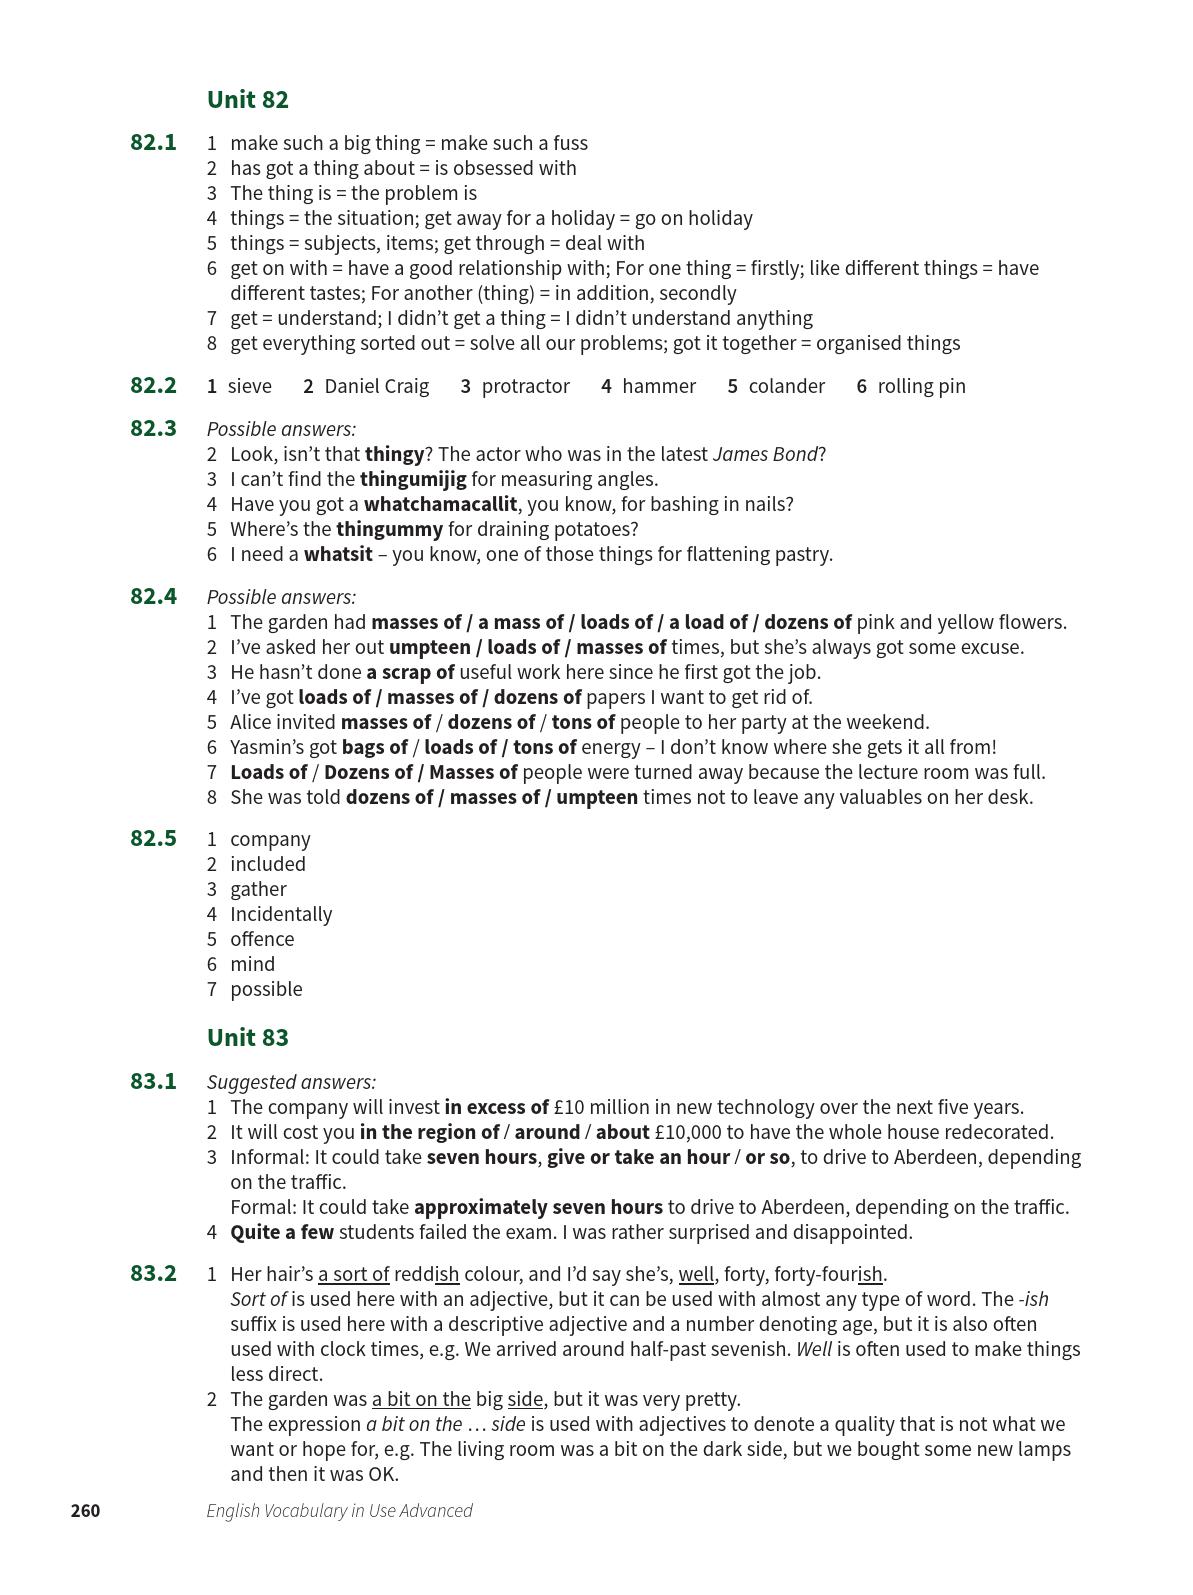 Unit 82
82.1 1 make such a big thing = make such a fuss
2 has got a thing about = is obsessed with
3 The thing is = the problem is
4 things = the situation; get away for a holiday = go on holiday
5 things = subjects, items; get through = deal with
6 get on with = have a good relationship with; For one thing = firstly; like different things = have
different tastes; For another (thing) = in addition, secondly
7 get = understand; I didn’t get a thing = I didn’t understand anything
8 get everything sorted out = solve all our problems; got it together = organised things
82.2 1 sieve 2 Daniel Craig 3 protractor 4 hammer 5 colander 6 rolling pin
82.3 Possible answers:
2 Look, isn’t that thingy? The actor who was in the latest James Bond?
3 I can’t find the thingumijig for measuring angles.
4 Have you got a whatchamacallit, you know, for bashing in nails?
5 Where’s the thingummy for draining potatoes?
6 I need a whatsit – you know, one of those things for flattening pastry.
82.4 Possible answers:
1 The garden had masses of / a mass of / loads of / a load of / dozens of pink and yellow flowers.
2 I’ve asked her out umpteen / loads of / masses of times, but she’s always got some excuse.
3 He hasn’t done a scrap of useful work here since he first got the job.
4 I’ve got loads of / masses of / dozens of papers I want to get rid of.
5 Alice invited masses of / dozens of / tons of people to her party at the weekend.
6 Yasmin’s got bags of / loads of / tons of energy – I don’t know where she gets it all from!
7 Loads of / Dozens of / Masses of people were turned away because the lecture room was full.
8 She was told dozens of / masses of / umpteen times not to leave any valuables on her desk.
82.5 1 company
2 included
3 gather
4 Incidentally
5 offence
6 mind
7 possible
Unit 83
83.1 Suggested answers:
1 The company will invest in excess of £10 million in new technology over the next five years.
2 It will cost you in the region of / around / about £10,000 to have the whole house redecorated.
3 Informal: It could take seven hours, give or take an hour / or so, to drive to Aberdeen, depending
on the traffic.
Formal: It could take approximately seven hours to drive to Aberdeen, depending on the traffic.
4 Quite a few students failed the exam. I was rather surprised and disappointed.
83.2 1 Her hair’s a sort of reddish colour, and I’d say she’s, well, forty, forty-fourish.
Sort of is used here with an adjective, but it can be used with almost any type of word. The -ish
suffix is used here with a descriptive adjective and a number denoting age, but it is also often
used with clock times, e.g. We arrived around half-past sevenish. Well is often used to make things
less direct.
2 The garden was a bit on the big side, but it was very pretty.
The expression a bit on the … side is used with adjectives to denote a quality that is not what we
want or hope for, e.g. The living room was a bit on the dark side, but we bought some new lamps
and then it was OK.
260 English Vocabulary in Use Advanced